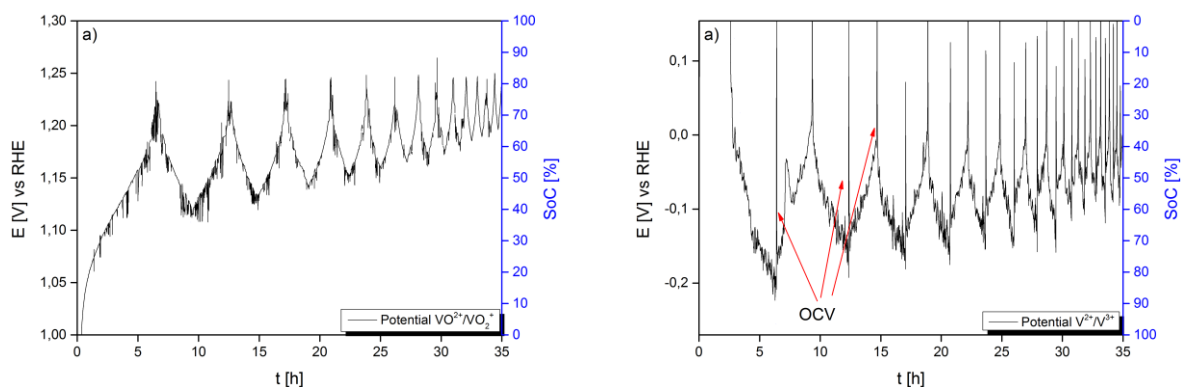 a)
E [V] vs RHE
1,30
1,25
1,20
1,15
1,10
1,05
1,00
100
90
80
70
60
50
40
30
20
10
0
SoC [%]
Potential VO²⁺/VO₂⁺
0 5 10 15 20 25 30 35
t [h]
a)
E [V] vs RHE
0,1
0,0
-0,1
-0,2
0
10
20
30
40
50
60
70
80
90
100
SoC [%]
OCV
Potential V²⁺/V³⁺
0 5 10 15 20 25 30 35
t [h]